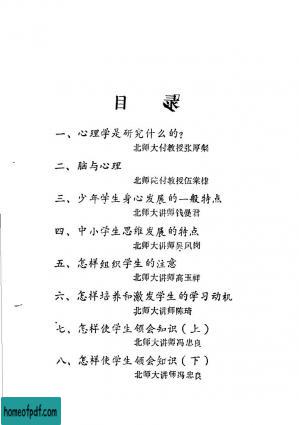 目录
一、心理学是研究什么的?
北师大付教授张厚粲
二、脑与心理
北师院付教授伍棠棣
三、少年学生身心发展的一般特点
北师大讲师钱曼君
四、中小学生思维发展的特点
北师大讲师吴凤岗
五、怎样组织学生的注意
北师大讲师高玉祥
六、怎样培养和激发学生的学习动机
北师大讲师陈琦
七、怎样使学生领会知识(上)
北师大讲师冯忠良
八、怎样使学生领会知识(下)
北师大讲师冯忠良
homeofpdf.com
homeofpdf.com